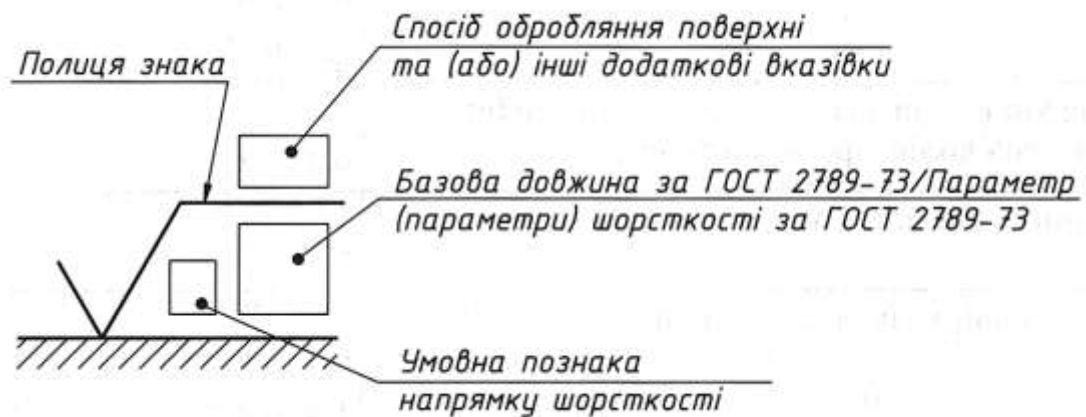 Спосіб обробляння поверхні
та (або) інші додаткові вказівки
Полиця знака
Базова довжина за ГОСТ 2789-73/Параметр
(параметри) шорсткості за ГОСТ 2789-73
Умовна познака
напрямку шорсткості